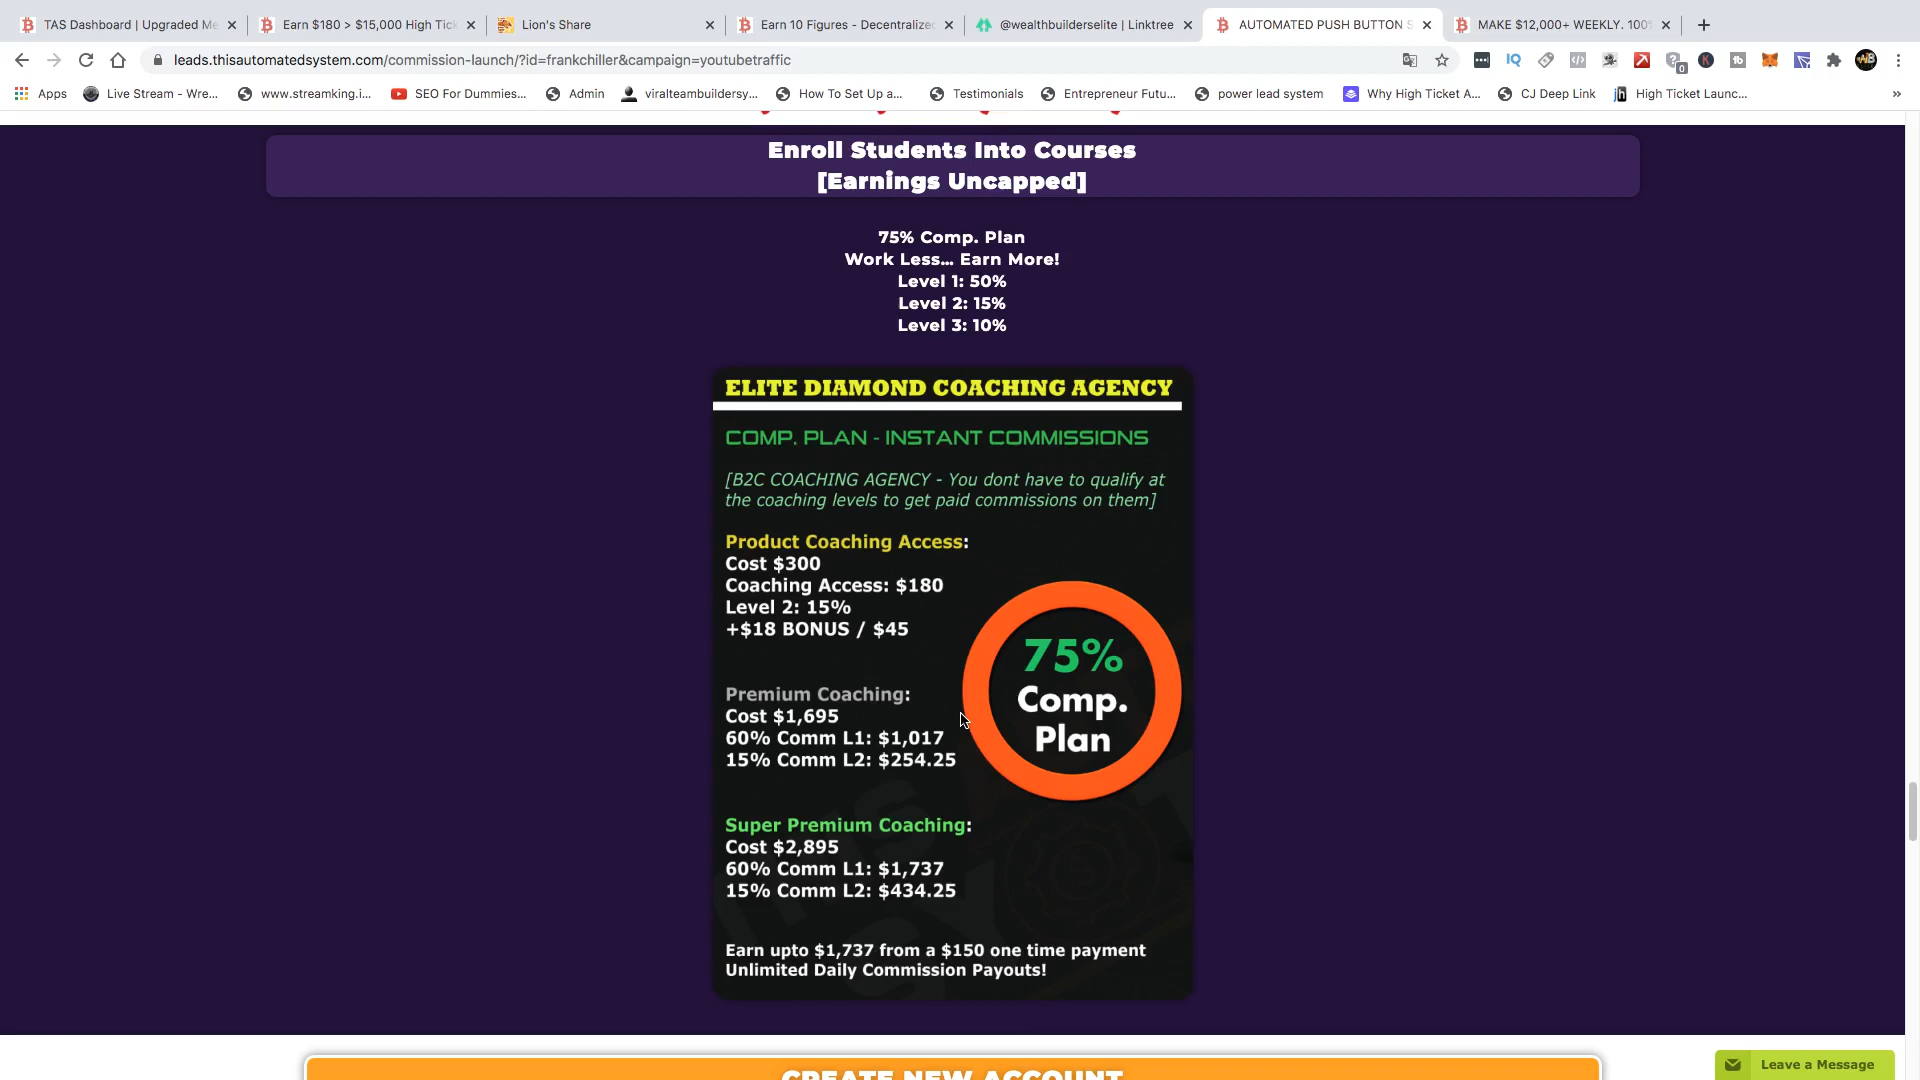 TAS Dashboard | Upgraded Me
Earn $180 > $15,000 High Tick
Lion's Share
Earn 10 Figures - Decentralized
@wealthbuilderselite | Linktree
AUTOMATED PUSH BUTTON S
MAKE $12,000+ WEEKLY. 100
leads.thisautomatedsystem.com/commission-launch/?id=frankchiller&campaign=youtubetraffic
Apps
Live Stream - Wre...
www.streamking.i...
SEO For Dummies...
Admin
viralteambuildersy...
How To Set Up a...
Testimonials
Entrepreneur Futu...
power lead system
Why High Ticket A...
CJ Deep Link
High Ticket Launc...
»
Enroll Students Into Courses
[Earnings Uncapped]
75% Comp. Plan
Work Less... Earn More!
Level 1: 50%
Level 2: 15%
Level 3: 10%
ELITE DIAMOND COACHING AGENCY
COMP. PLAN - INSTANT COMMISSIONS
[B2C COACHING AGENCY - You dont have to qualify at
the coaching levels to get paid commissions on them]
Product Coaching Access:
Cost $300
Coaching Access: $180
Level 2: 15%
+$18 BONUS / $45
Premium Coaching:
Cost $1,695
60% Comm L1: $1,017
15% Comm L2: $254.25
75%
Comp.
Plan
Super Premium Coaching:
Cost $2,895
60% Comm L1: $1,737
15% Comm L2: $434.25
Earn upto $1,737 from a $150 one time payment
Unlimited Daily Commission Payouts!
CREATE NEW ACCOUNT
Leave a Message